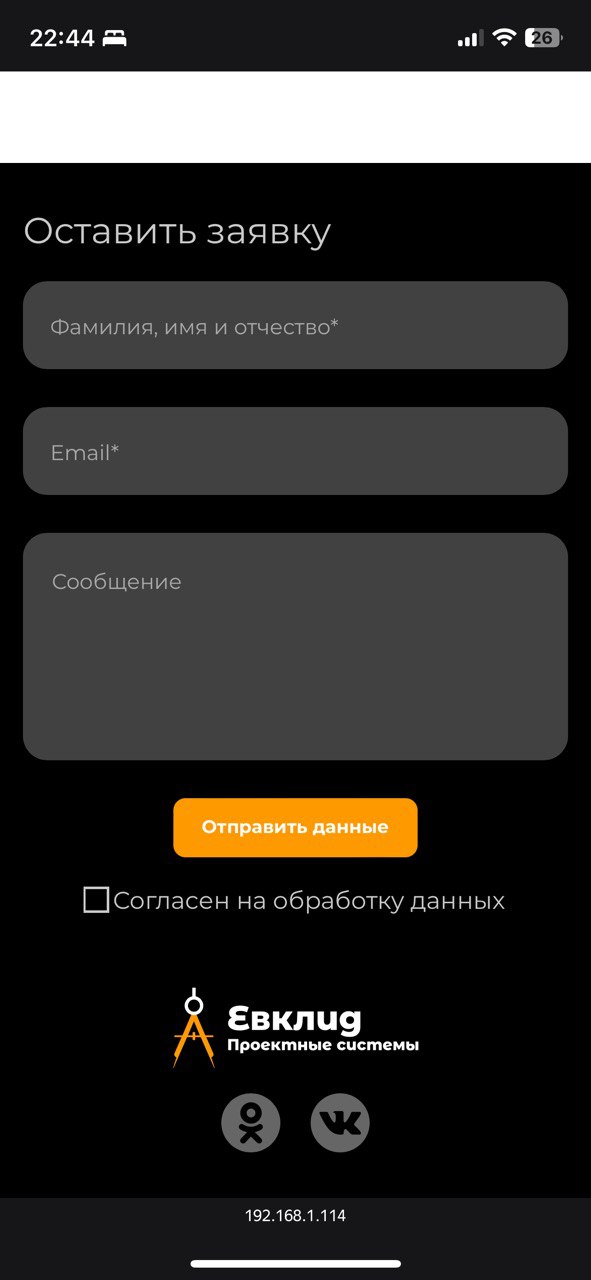 22:44
26
Оставить заявку
Фамилия, имя и отчество*
Email*
Сообщение
Отправить данные
Согласен на обработку данных
Евклид
Проектные системы
192.168.1.114